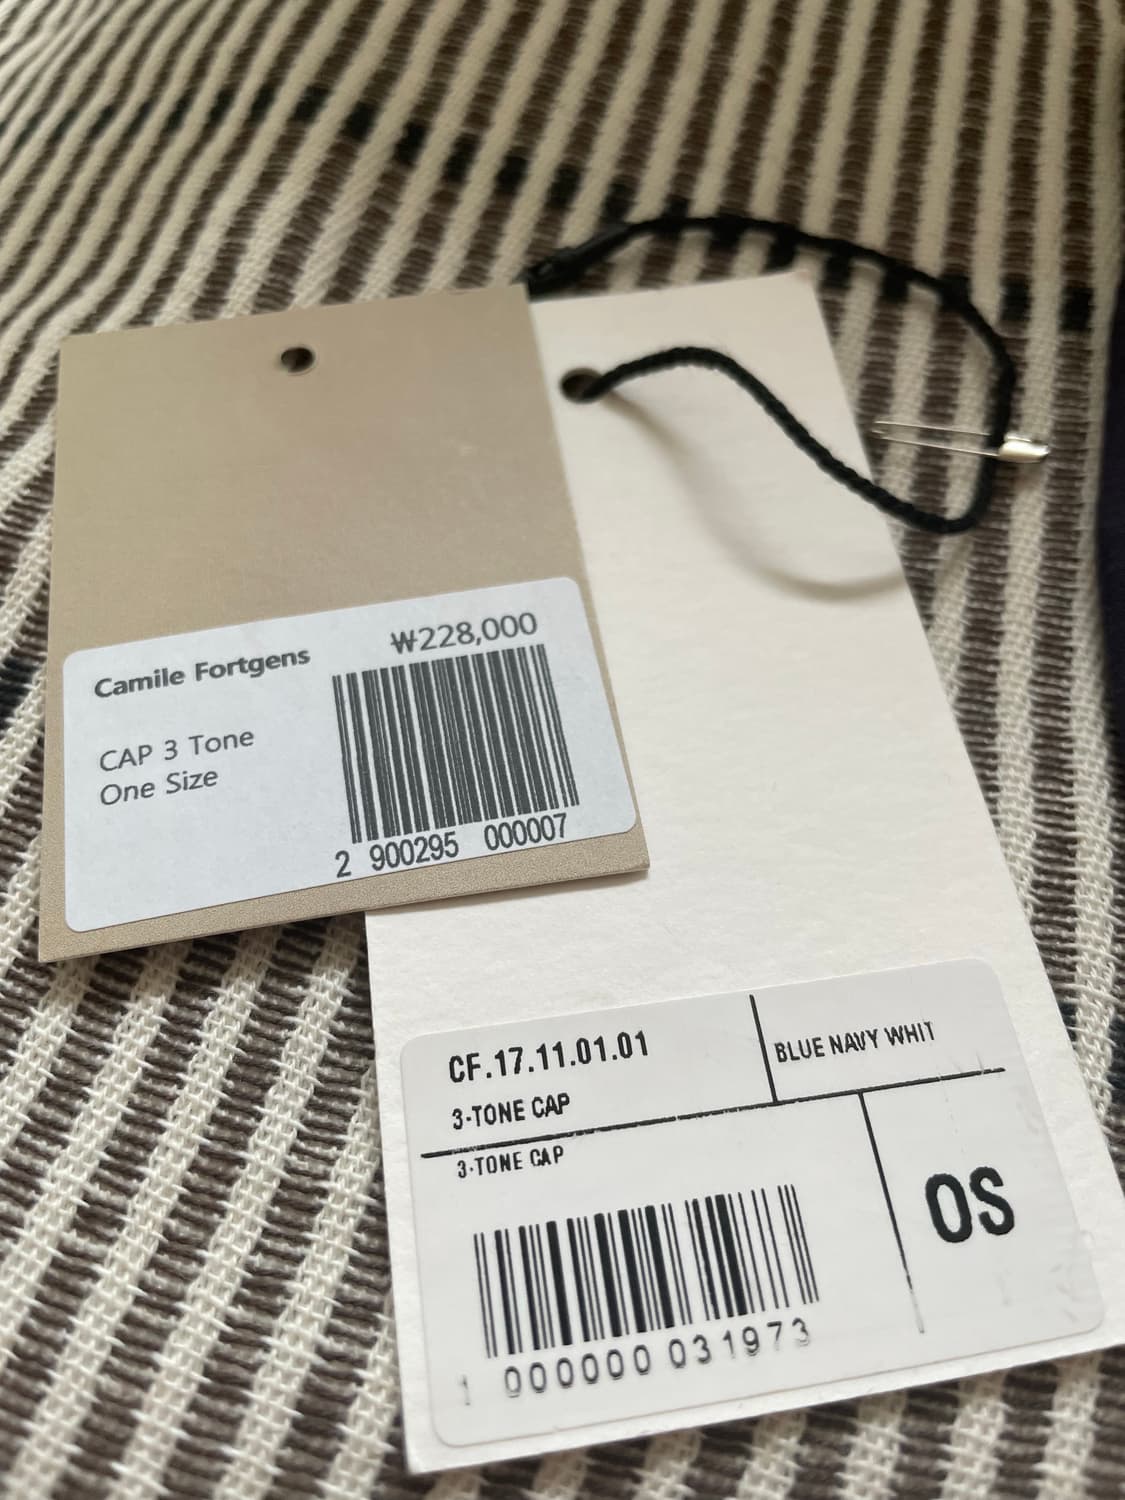 ₩228,000
Camile Fortgens
CAP 3 Tone
One Size
2 900295 000007
CF.17.11.01.01
BLUE NAVY WHIT
3-TONE CAP
3-TONE CAP
OS
1 000000 031973